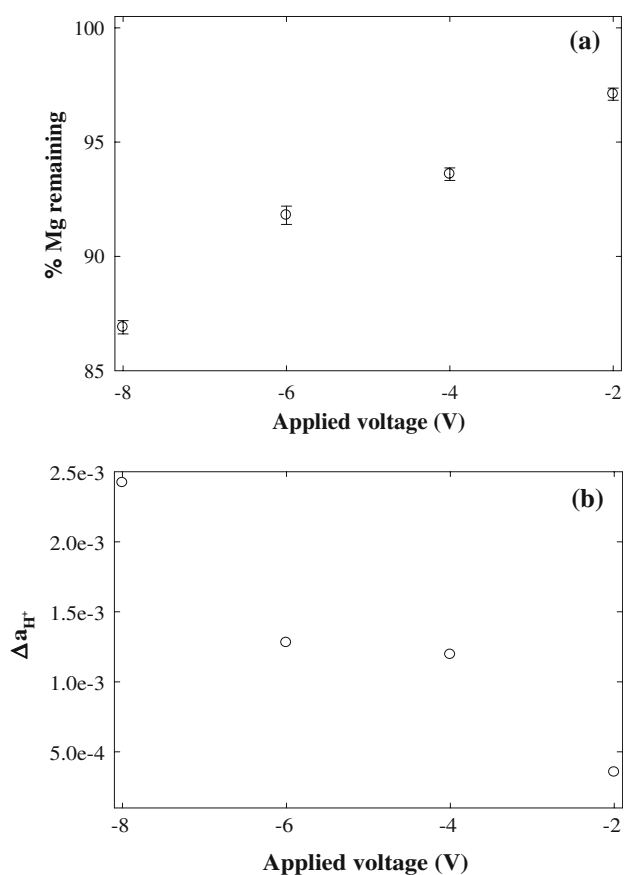 (a)
100
95
90
85
% Mg remaining
-8 -6 -4 -2
Applied voltage (V)
(b)
2.5e-3
2.0e-3
1.5e-3
1.0e-3
5.0e-4
Δa_H⁺
-8 -6 -4 -2
Applied voltage (V)